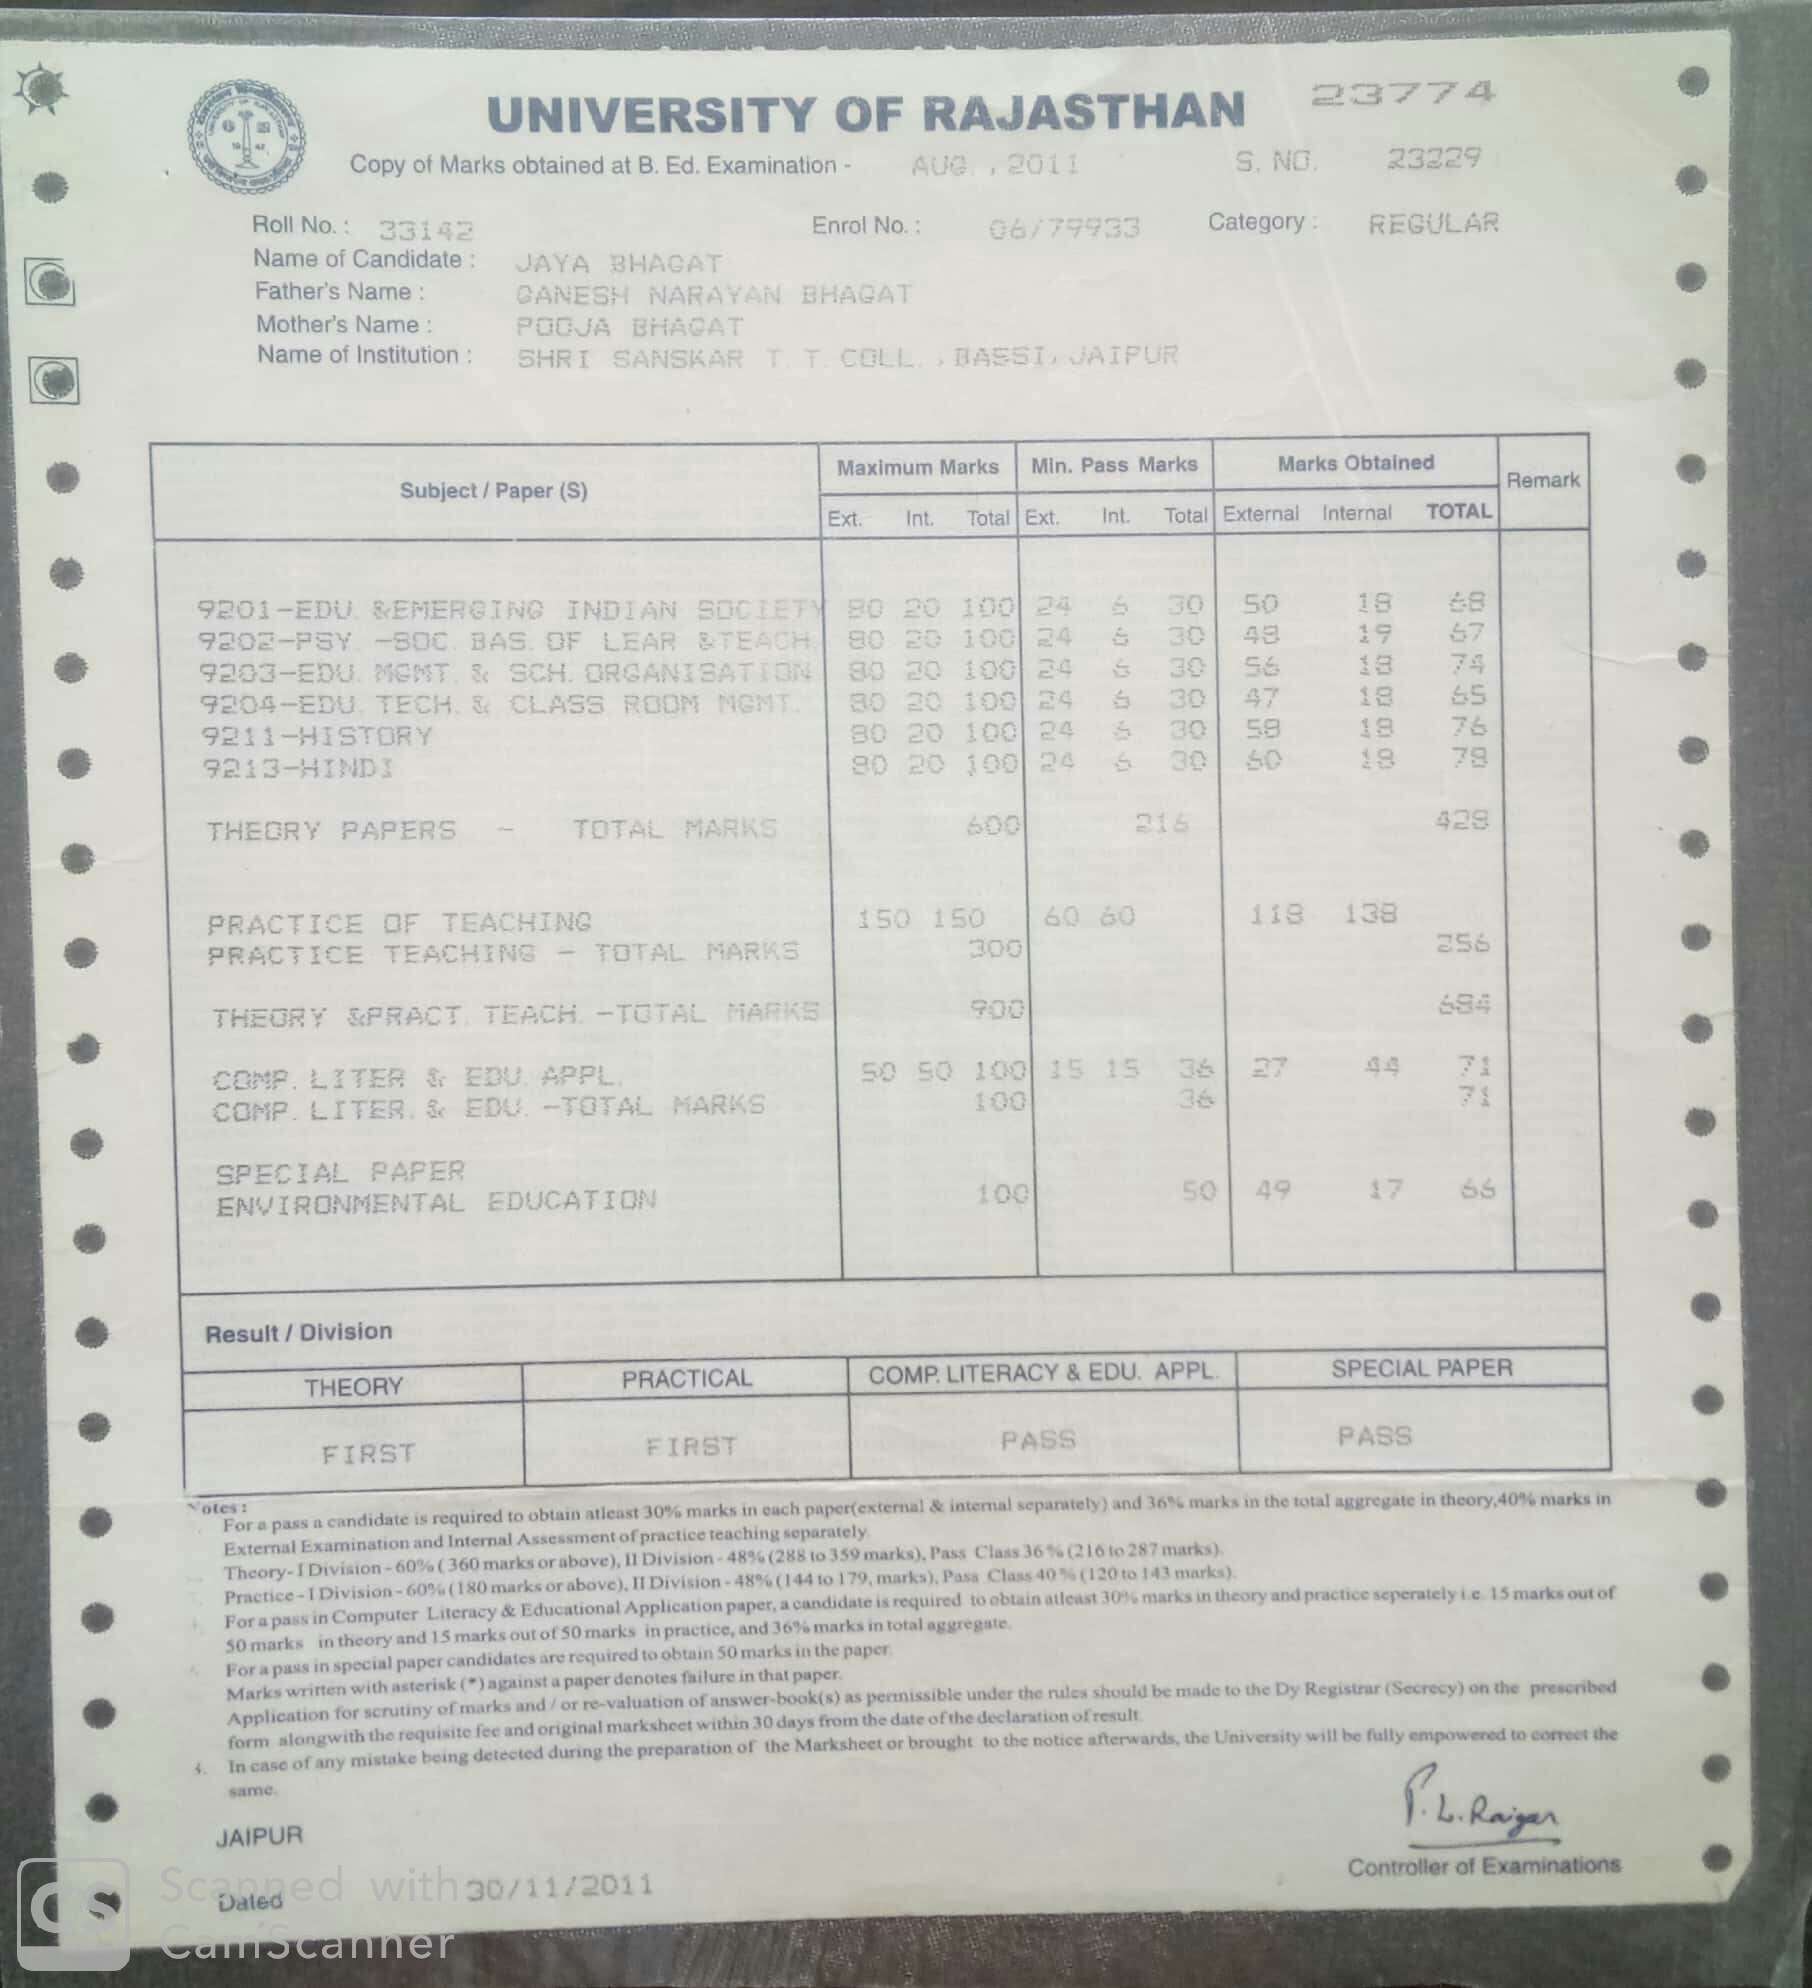 23774
UNIVERSITY OF RAJASTHAN
Copy of Marks obtained at B. Ed. Examination - AUG., 2011 S. NO. 23229
Roll No. : 33142 Enrol No. : 06/79933 Category : REGULAR
Name of Candidate : JAYA BHAGAT
Father's Name : GANESH NARAYAN BHAGAT
Mother's Name : POOJA BHAGAT
Name of Institution : SHRI SANSKAR T. T. COLL., BASSI, JAIPUR
Subject / Paper (S) Maximum Marks Min. Pass Marks Marks Obtained Remark
Ext. Int. Total Ext. Int. Total External Internal TOTAL
9201-EDU. &EMERGING INDIAN SOCIETY 80 20 100 24 6 30 50 18 68
9202-PSY.-SOC. BAS. OF LEAR &TEACH. 80 20 100 24 6 30 48 19 67
9203-EDU. MGMT. & SCH. ORGANISATION 80 20 100 24 6 30 56 18 74
9204-EDU. TECH. & CLASS ROOM MGMT. 80 20 100 24 6 30 47 18 65
9211-HISTORY 80 20 100 24 6 30 58 18 76
9213-HINDI 80 20 100 24 6 30 60 18 78
THEORY PAPERS - TOTAL MARKS 600 216 428
PRACTICE OF TEACHING 150 150 60 60 118 138
PRACTICE TEACHING - TOTAL MARKS 300 256
THEORY &PRACT. TEACH.-TOTAL MARKS 900 684
COMP. LITER & EDU. APPL. 50 50 100 15 15 36 27 44 71
COMP. LITER. & EDU.-TOTAL MARKS 100 36 71
SPECIAL PAPER
ENVIRONMENTAL EDUCATION 100 50 49 17 66
Result / Division
THEORY PRACTICAL COMP. LITERACY & EDU. APPL. SPECIAL PAPER
FIRST FIRST PASS PASS
Notes :
For a pass a candidate is required to obtain atleast 30% marks in each paper(external & internal separately) and 36% marks in the total aggregate in theory,40% marks in
External Examination and Internal Assessment of practice teaching separately.
Theory- I Division - 60% ( 360 marks or above), II Division - 48% (288 to 359 marks), Pass Class 36 % (216 to 287 marks).
Practice - I Division - 60% (180 marks or above), II Division - 48% (144 to 179, marks), Pass Class 40 % (120 to 143 marks).
For a pass in Computer Literacy & Educational Application paper, a candidate is required to obtain atleast 30% marks in theory and practice seperately i.e. 15 marks out of
50 marks in theory and 15 marks out of 50 marks in practice, and 36% marks in total aggregate.
For a pass in special paper candidates are required to obtain 50 marks in the paper.
Marks written with asterisk (*) against a paper denotes failure in that paper.
Application for scrutiny of marks and / or re-valuation of answer-book(s) as permissible under the rules should be made to the Dy Registrar (Secrecy) on the prescribed
form alongwith the requisite fee and original marksheet within 30 days from the date of the declaration of result.
In case of any mistake being detected during the preparation of the Marksheet or brought to the notice afterwards, the University will be fully empowered to correct the
same.
P. L. Raigar
JAIPUR
Controller of Examinations
Dated 30/11/2011
CS Scanned with
CamScanner